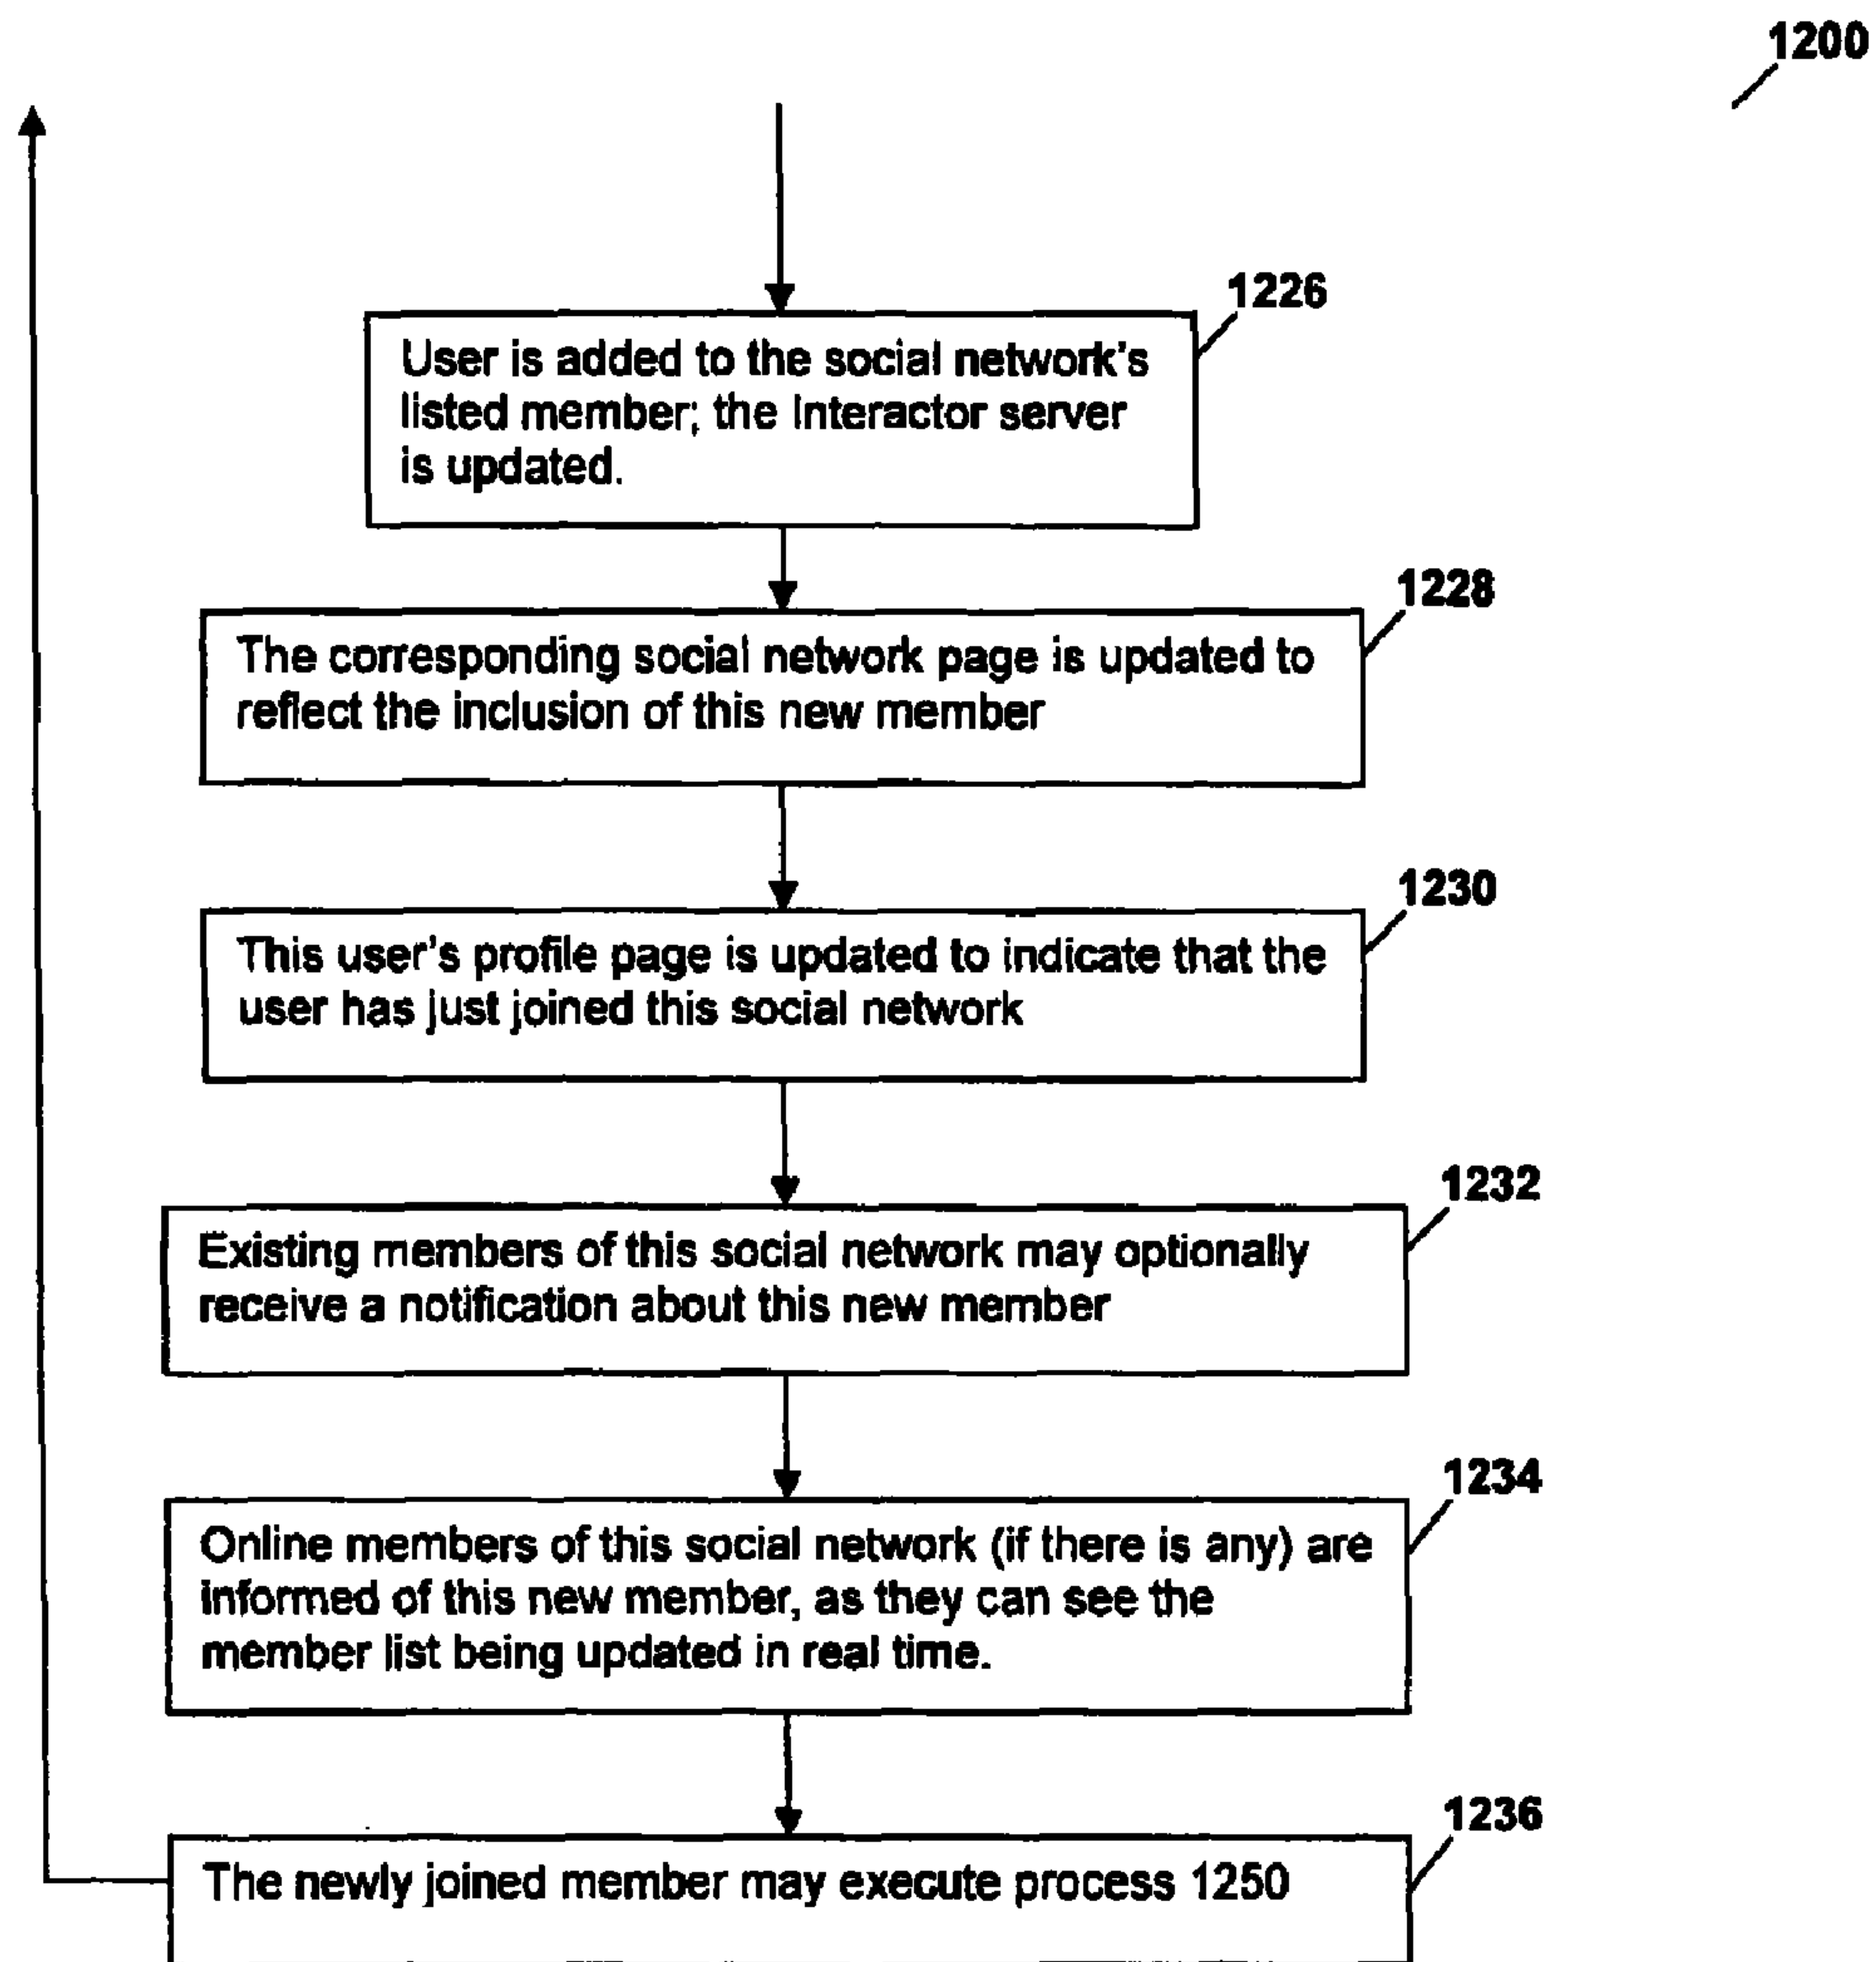 1200
1226
User is added to the social network's
listed member; the Interactor server
is updated.
1228
The corresponding social network page is updated to
reflect the inclusion of this new member
1230
This user's profile page is updated to indicate that the
user has just joined this social network
1232
Existing members of this social network may optionally
receive a notification about this new member
1234
Online members of this social network (if there is any) are
informed of this new member, as they can see the
member list being updated in real time.
1236
The newly joined member may execute process 1250